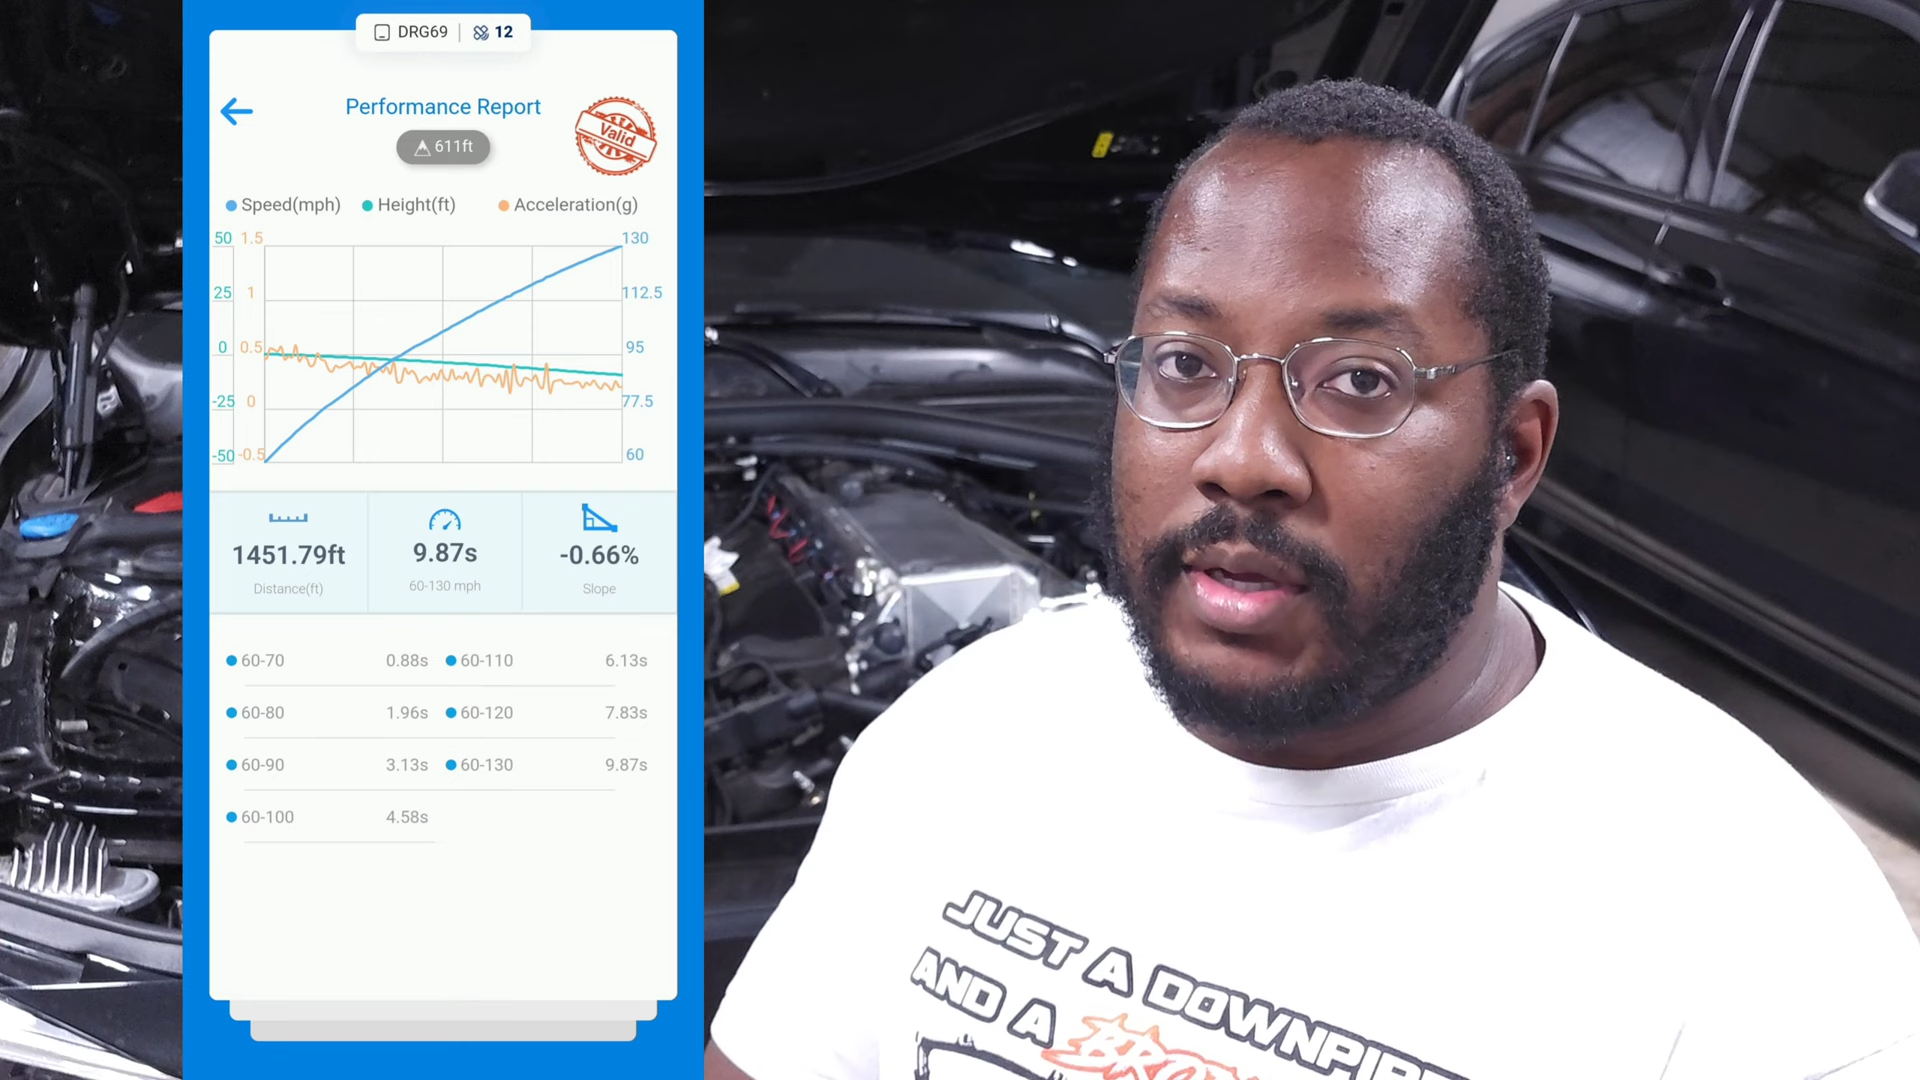 DRG69 | 12
Performance Report
611ft
Valid
Speed(mph) Height(ft) Acceleration(g)
50 1.5 130
25 1 112.5
0 0.5 95
-25 0 77.5
-50 -0.5 60
1451.79ft 9.87s -0.66%
Distance(ft) 60-130 mph Slope
60-70 0.88s 60-110 6.13s
60-80 1.96s 60-120 7.83s
60-90 3.13s 60-130 9.87s
60-100 4.58s
JUST A DOWNPIPE
AND A